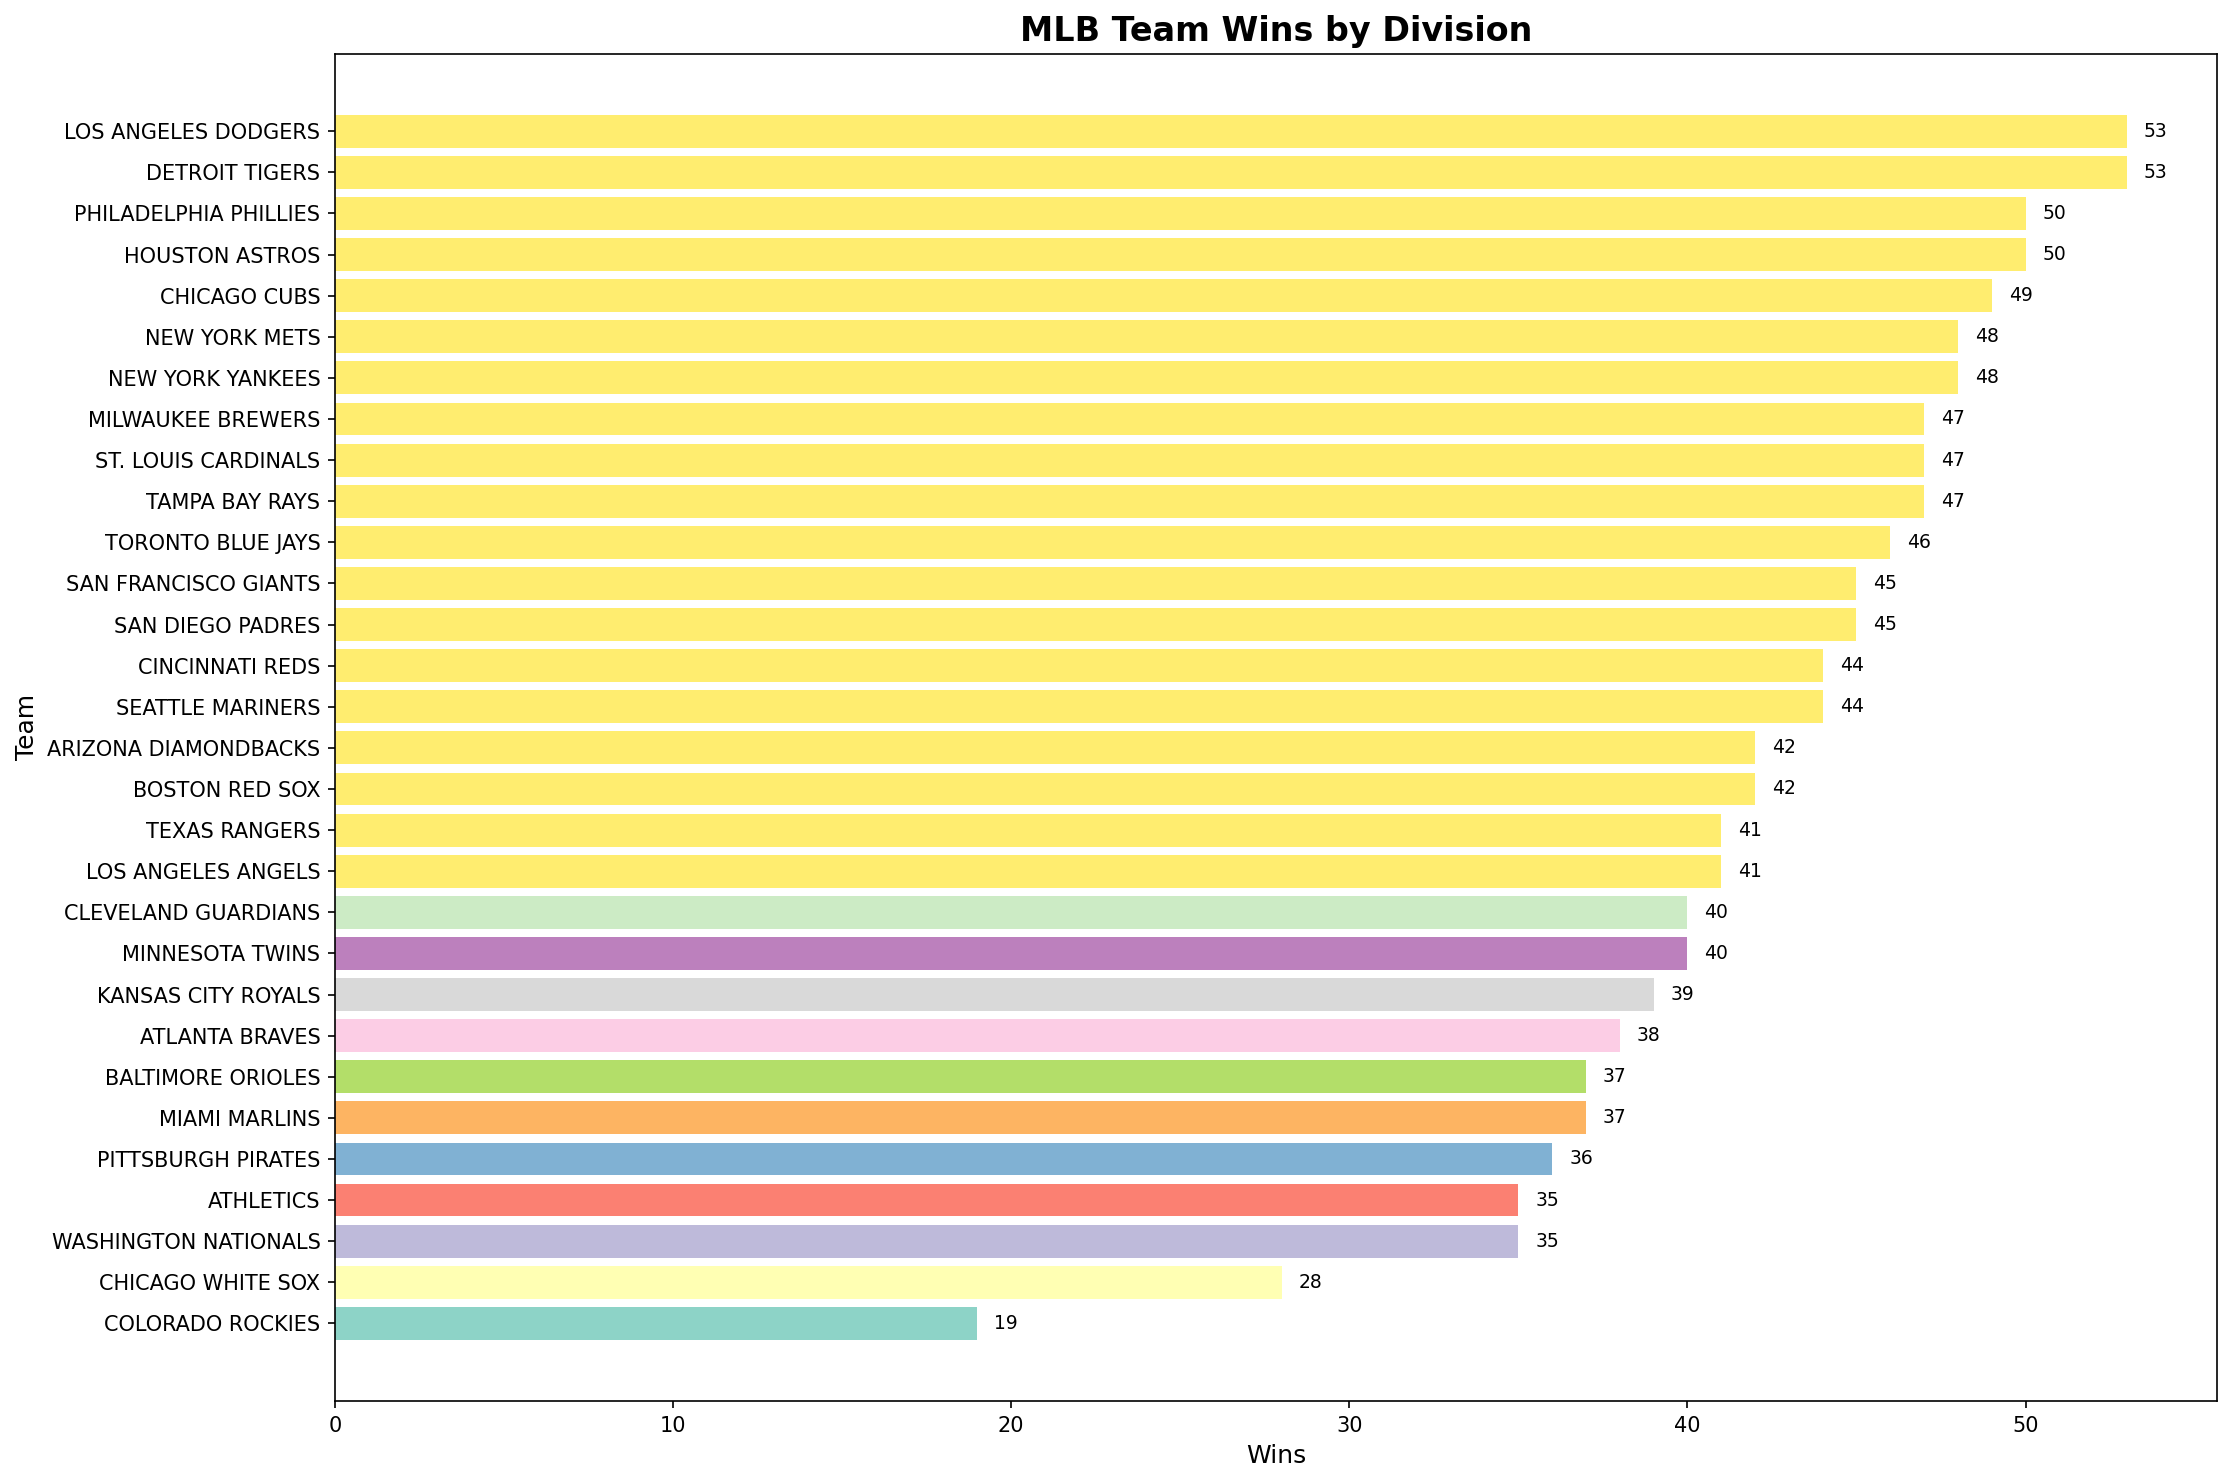 MLB Team Wins by Division
LOS ANGELES DODGERS 53
DETROIT TIGERS 53
PHILADELPHIA PHILLIES 50
HOUSTON ASTROS 50
CHICAGO CUBS 49
NEW YORK METS 48
NEW YORK YANKEES 48
MILWAUKEE BREWERS 47
ST. LOUIS CARDINALS 47
TAMPA BAY RAYS 47
TORONTO BLUE JAYS 46
SAN FRANCISCO GIANTS 45
SAN DIEGO PADRES 45
CINCINNATI REDS 44
SEATTLE MARINERS 44
Team
ARIZONA DIAMONDBACKS 42
BOSTON RED SOX 42
TEXAS RANGERS 41
LOS ANGELES ANGELS 41
CLEVELAND GUARDIANS 40
MINNESOTA TWINS 40
KANSAS CITY ROYALS 39
ATLANTA BRAVES 38
BALTIMORE ORIOLES 37
MIAMI MARLINS 37
PITTSBURGH PIRATES 36
ATHLETICS 35
WASHINGTON NATIONALS 35
CHICAGO WHITE SOX 28
COLORADO ROCKIES 19
0 10 20 30 40 50
Wins